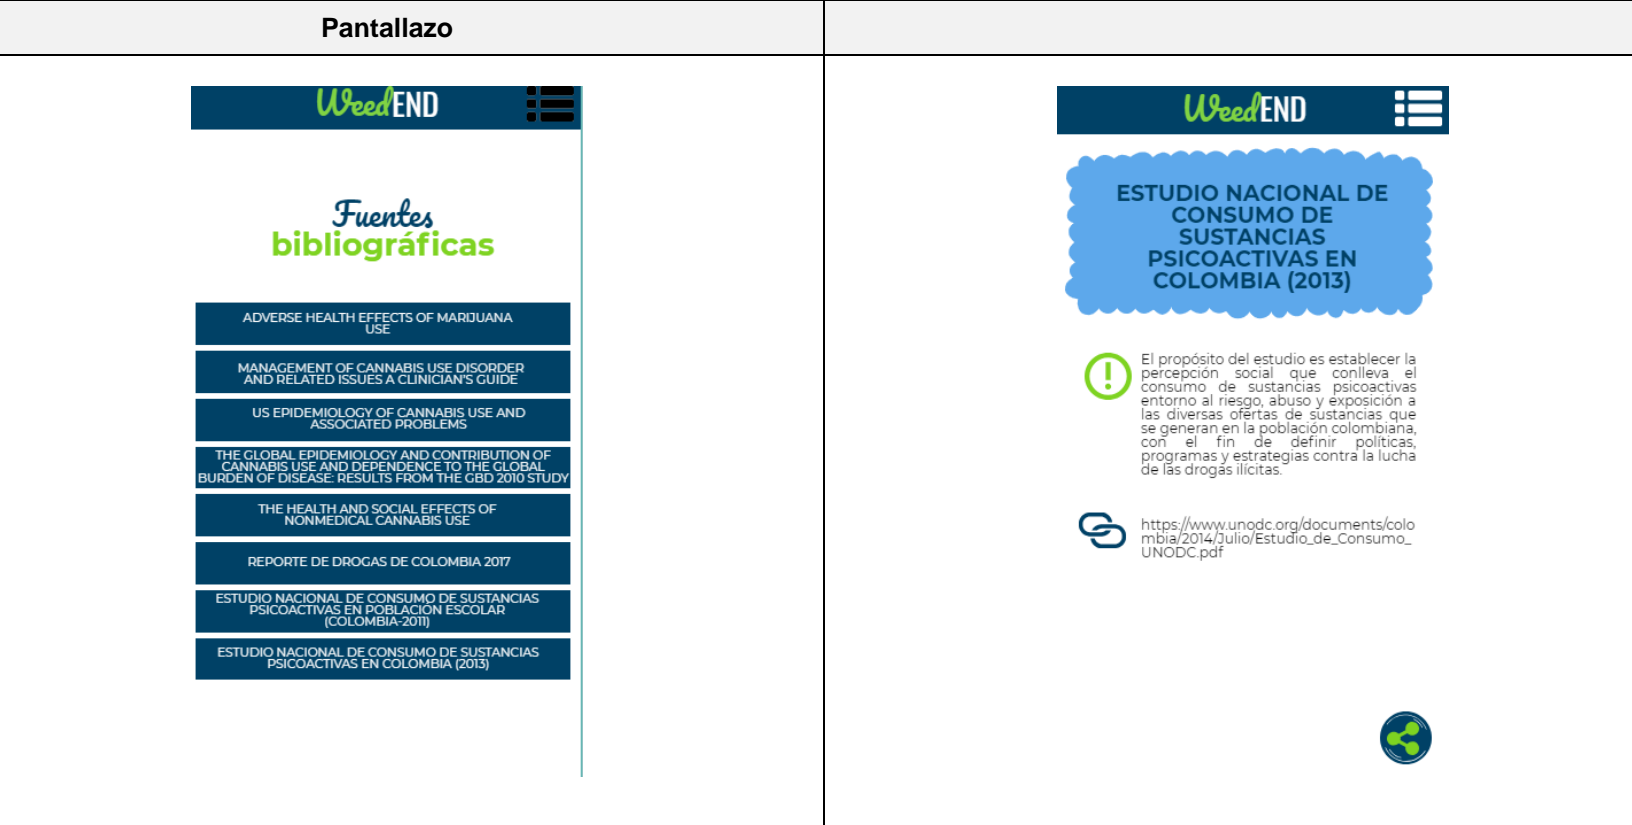 Pantallazo
WeedEND
Fuentes
bibliográficas
ADVERSE HEALTH EFFECTS OF MARIJUANA
USE
MANAGEMENT OF CANNABIS USE DISORDER
AND RELATED ISSUES A CLINICIAN'S GUIDE
US EPIDEMIOLOGY OF CANNABIS USE AND
ASSOCIATED PROBLEMS
THE GLOBAL EPIDEMIOLOGY AND CONTRIBUTION OF
CANNABIS USE AND DEPENDENCE TO THE GLOBAL
BURDEN OF DISEASE: RESULTS FROM THE GBD 2010 STUDY
THE HEALTH AND SOCIAL EFFECTS OF
NONMEDICAL CANNABIS USE
REPORTE DE DROGAS DE COLOMBIA 2017
ESTUDIO NACIONAL DE CONSUMO DE SUSTANCIAS
PSICOACTIVAS EN POBLACIÓN ESCOLAR
(COLOMBIA-2011)
ESTUDIO NACIONAL DE CONSUMO DE SUSTANCIAS
PSICOACTIVAS EN COLOMBIA (2013)
WeedEND
ESTUDIO NACIONAL DE
CONSUMO DE
SUSTANCIAS
PSICOACTIVAS EN
COLOMBIA (2013)
El propósito del estudio es establecer la
percepción social que conlleva el
consumo de sustancias psicoactivas
entorno al riesgo, abuso y exposición a
las diversas ofertas de sustancias que
se generan en la población colombiana,
con el fin de definir políticas,
programas y estrategias contra la lucha
de las drogas ilícitas.
https://www.unodc.org/documents/colo
mbia/2014/Julio/Estudio_de_Consumo_
UNODC.pdf